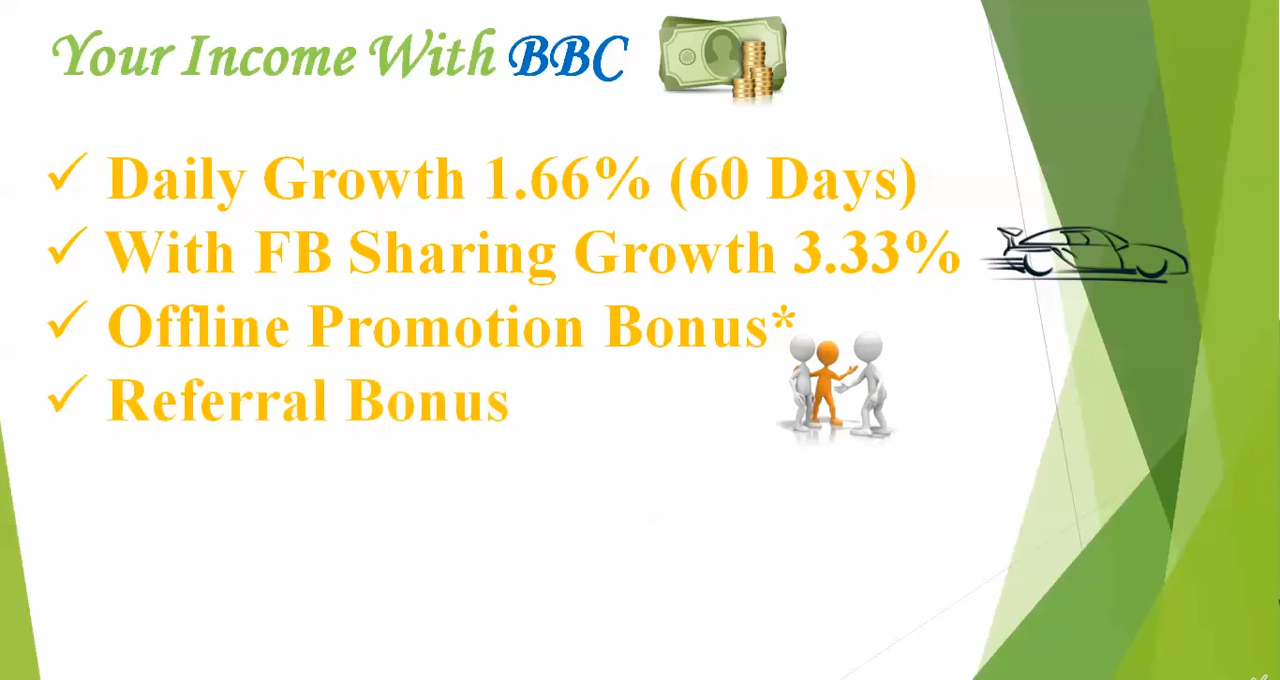 Your Income With BBC
✓ Daily Growth 1.66% (60 Days)
✓ With FB Sharing Growth 3.33%
✓ Offline Promotion Bonus*
✓ Referral Bonus